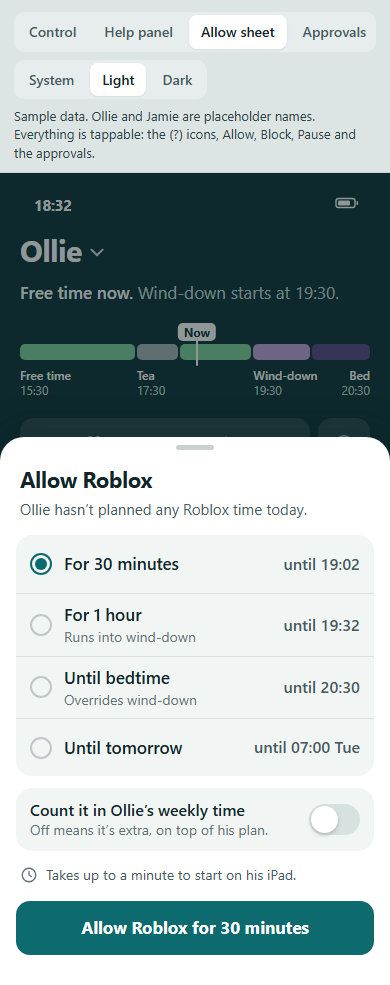 Control Help panel Allow sheet Approvals
System Light Dark
Sample data. Ollie and Jamie are placeholder names.
Everything is tappable: the (?) icons, Allow, Block, Pause and
the approvals.
18:32
Ollie
Free time now. Wind-down starts at 19:30.
Now
Free time Tea Wind-down Bed
15:30 17:30 19:30 20:30
Allow Roblox
Ollie hasn’t planned any Roblox time today.
For 30 minutes until 19:02
For 1 hour until 19:32
Runs into wind-down
Until bedtime until 20:30
Overrides wind-down
Until tomorrow until 07:00 Tue
Count it in Ollie’s weekly time
Off means it’s extra, on top of his plan.
Takes up to a minute to start on his iPad.
Allow Roblox for 30 minutes